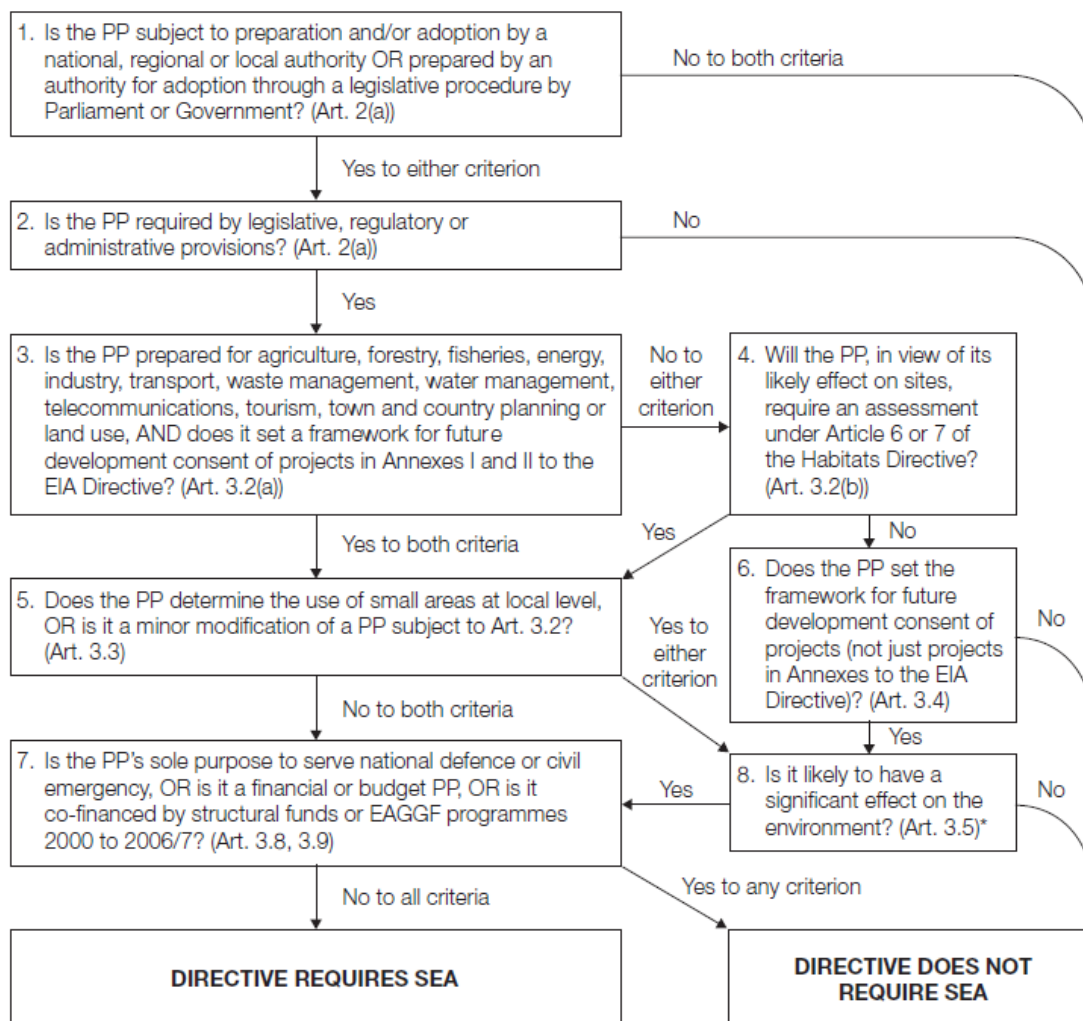 1. Is the PP subject to preparation and/or adoption by a
national, regional or local authority OR prepared by an
authority for adoption through a legislative procedure by
Parliament or Government? (Art. 2(a))
No to both criteria
Yes to either criterion
2. Is the PP required by legislative, regulatory or
administrative provisions? (Art. 2(a))
No
Yes
3. Is the PP prepared for agriculture, forestry, fisheries, energy,
industry, transport, waste management, water management,
telecommunications, tourism, town and country planning or
land use, AND does it set a framework for future
development consent of projects in Annexes I and II to the
EIA Directive? (Art. 3.2(a))
No to
either
criterion
4. Will the PP, in view of its
likely effect on sites,
require an assessment
under Article 6 or 7 of
the Habitats Directive?
(Art. 3.2(b))
Yes to both criteria
Yes
No
5. Does the PP determine the use of small areas at local level,
OR is it a minor modification of a PP subject to Art. 3.2?
(Art. 3.3)
Yes to
either
criterion
6. Does the PP set the
framework for future
development consent of
projects (not just projects
in Annexes to the EIA
Directive)? (Art. 3.4)
No
No to both criteria
Yes
7. Is the PP's sole purpose to serve national defence or civil
emergency, OR is it a financial or budget PP, OR is it
co-financed by structural funds or EAGGF programmes
2000 to 2006/7? (Art. 3.8, 3.9)
Yes
8. Is it likely to have a
significant effect on the
environment? (Art. 3.5)*
No
No to all criteria
Yes to any criterion
DIRECTIVE REQUIRES SEA
DIRECTIVE DOES NOT
REQUIRE SEA